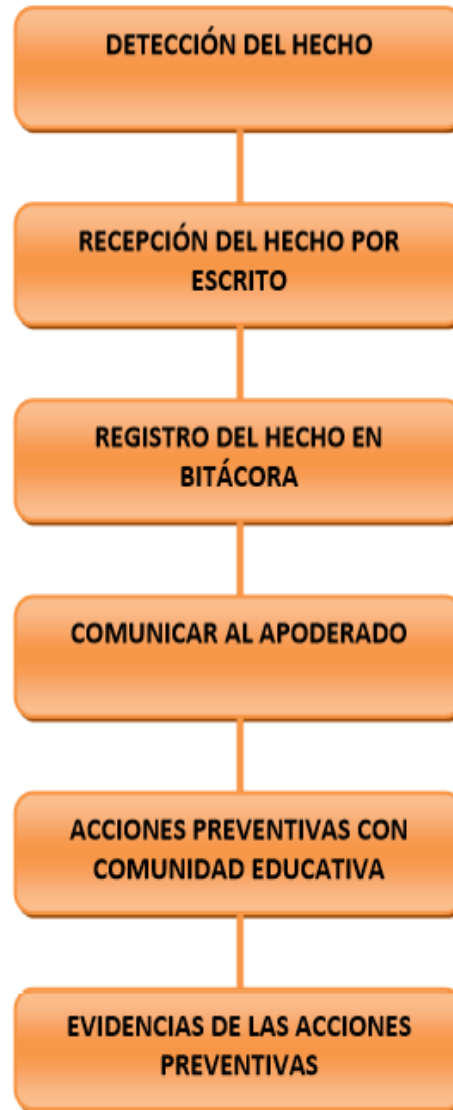 DETECCIÓN DEL HECHO
RECEPCIÓN DEL HECHO POR
ESCRITO
REGISTRO DEL HECHO EN
BITÁCORA
COMUNICAR AL APODERADO
ACCIONES PREVENTIVAS CON
COMUNIDAD EDUCATIVA
EVIDENCIAS DE LAS ACCIONES
PREVENTIVAS